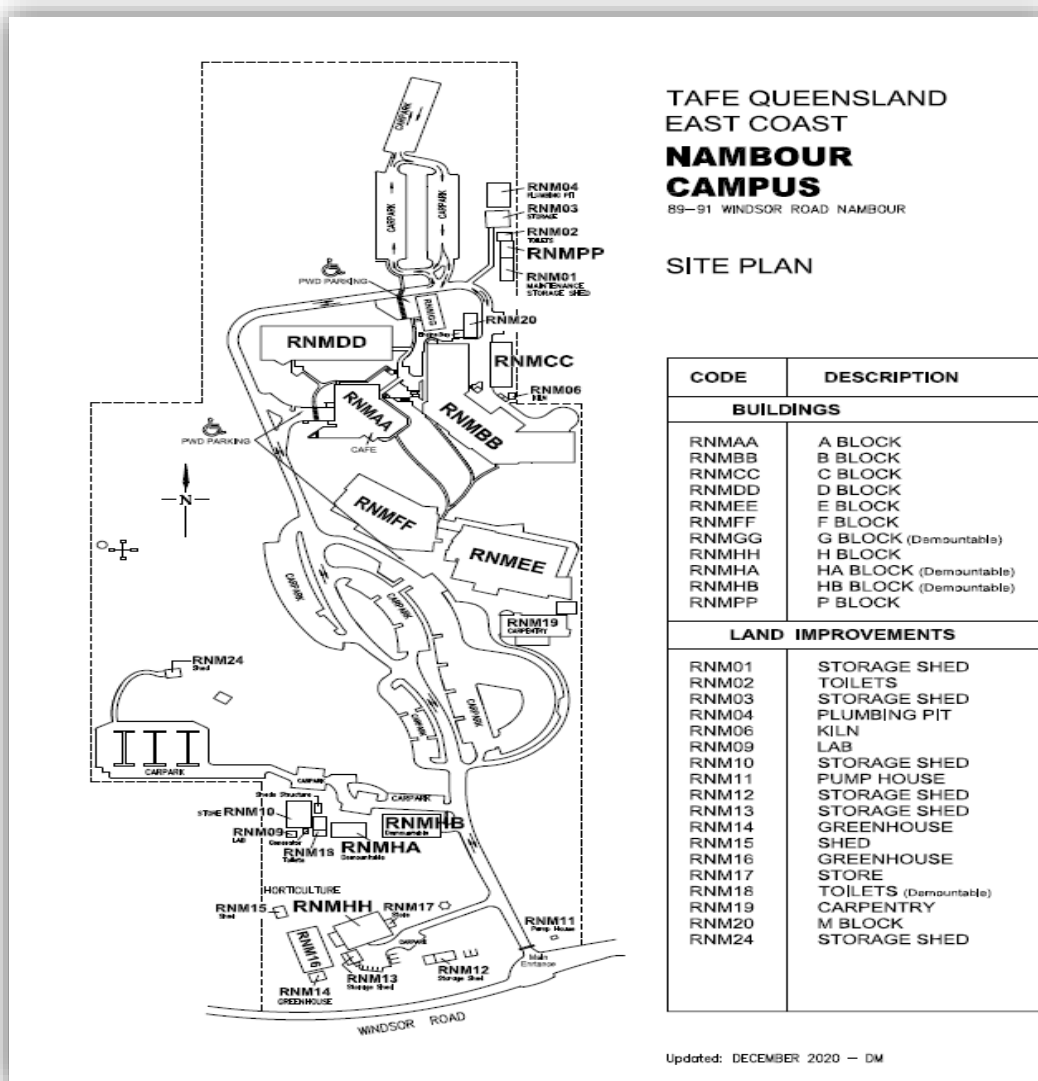 TAFE QUEENSLAND
EAST COAST
NAMBOUR
CAMPUS
89–91 WINDSOR ROAD NAMBOUR
SITE PLAN
CARPARK
CARPARK
CARPARK
RNM04
PLUMBING PIT
RNM03
STORAGE
RNM02
TOILETS
RNMPP
RNM01
MAINTENANCE
STORAGE SHED
PWD PARKING
RNMGG
RNM20
RNMDD
RNMCC
RNM06
KILN
RNMAA
RNMBB
PWD PARKING
CAFE
N
RNMFF
RNMEE
CARPARK
CARPARK
RNM19
CARPENTRY
RNM24
Shed
CARPARK
CARPARK
CARPARK
CARPARK
CARPARK
Shade Structure
STORE RNM10
RNMHB
Demountable
RNM09
LAB
Generator
RNM18
Toilets
RNMHA
Demountable
HORTICULTURE
RNM15
Shed
RNMHH
RNM17
Store
RNM11
Pump House
CARPARK
RNM16
RNM13
Storage Shed
RNM12
Storage Shed
Main
Entrance
RNM14
GREENHOUSE
WINDSOR ROAD
CODE DESCRIPTION
BUILDINGS
RNMAA A BLOCK
RNMBB B BLOCK
RNMCC C BLOCK
RNMDD D BLOCK
RNMEE E BLOCK
RNMFF F BLOCK
RNMGG G BLOCK (Demountable)
RNMHH H BLOCK
RNMHA HA BLOCK (Demountable)
RNMHB HB BLOCK (Demountable)
RNMPP P BLOCK
LAND IMPROVEMENTS
RNM01 STORAGE SHED
RNM02 TOILETS
RNM03 STORAGE SHED
RNM04 PLUMBING PIT
RNM06 KILN
RNM09 LAB
RNM10 STORAGE SHED
RNM11 PUMP HOUSE
RNM12 STORAGE SHED
RNM13 STORAGE SHED
RNM14 GREENHOUSE
RNM15 SHED
RNM16 GREENHOUSE
RNM17 STORE
RNM18 TOILETS (Demountable)
RNM19 CARPENTRY
RNM20 M BLOCK
RNM24 STORAGE SHED
Updated: DECEMBER 2020 – DM